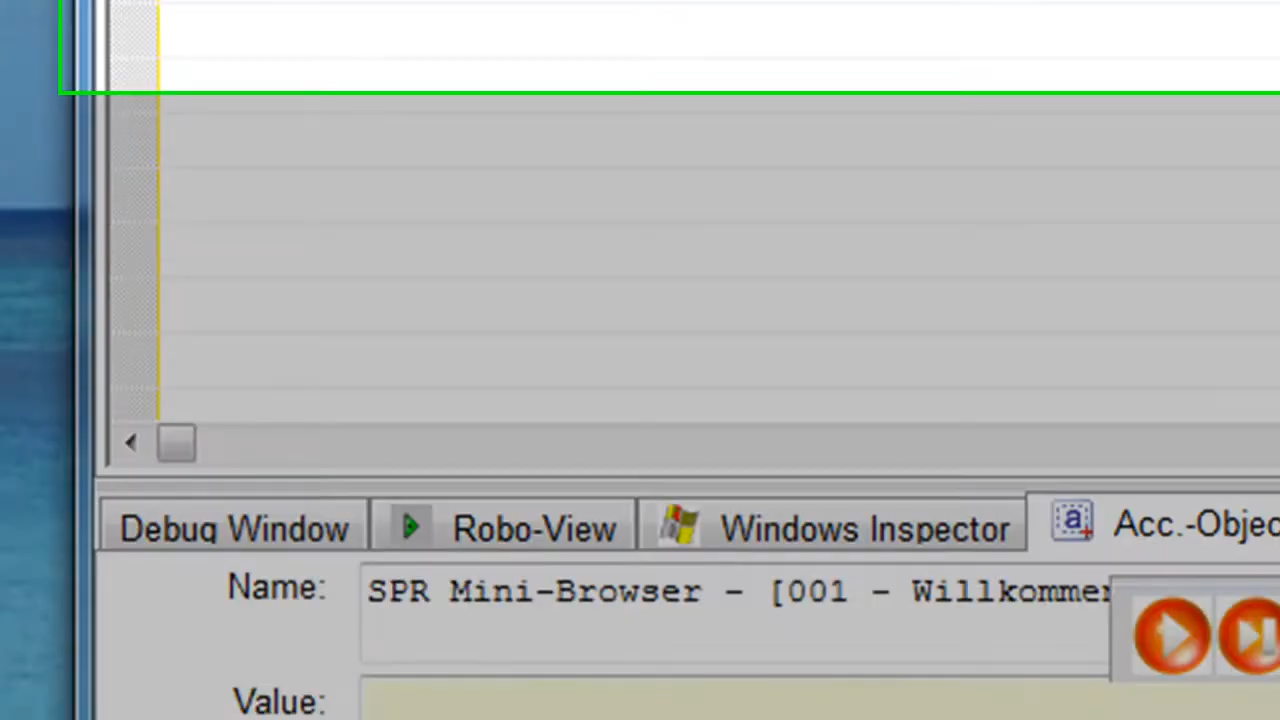 Debug Window Robo-View Windows Inspector a Acc.-Objec
Name: SPR Mini-Browser - [001 - Willkommen
Value: